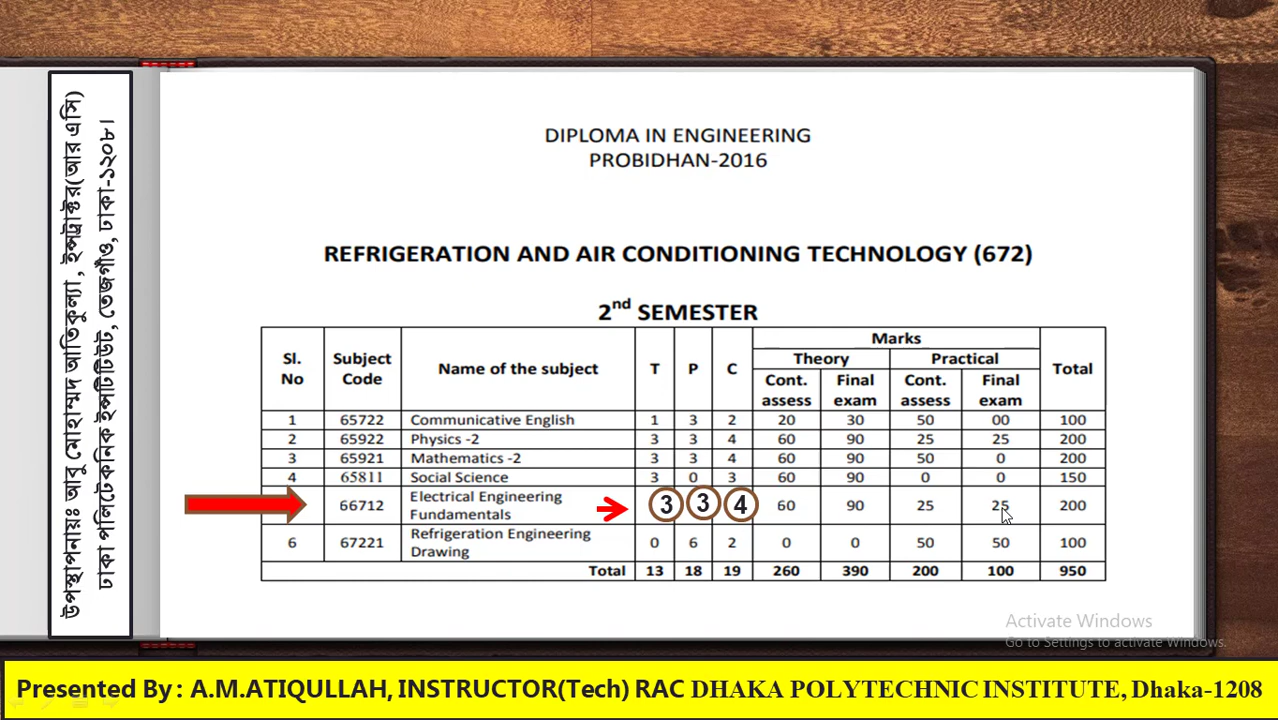 উপস্থাপনায়ঃ আবু মোহাম্মদ আতিকুল্যা, ইন্সট্রাক্টর(আর এসি)
ঢাকা পলিটেকনিক ইন্সটিটিউট, তেজগাঁও, ঢাকা-১২০৮।
DIPLOMA IN ENGINEERING
PROBIDHAN-2016
REFRIGERATION AND AIR CONDITIONING TECHNOLOGY (672)
2nd SEMESTER
Sl. No Subject Code Name of the subject T P C Marks Total
Theory Practical
Cont. assess Final exam Cont. assess Final exam
1 65722 Communicative English 1 3 2 20 30 50 00 100
2 65922 Physics -2 3 3 4 60 90 25 25 200
3 65921 Mathematics -2 3 3 4 60 90 50 0 200
4 65811 Social Science 3 0 3 60 90 0 0 150
66712 Electrical Engineering Fundamentals 3 3 4 60 90 25 25 200
6 67221 Refrigeration Engineering Drawing 0 6 2 0 0 50 50 100
Total 13 18 19 260 390 200 100 950
Activate Windows
Go to Settings to activate Windows.
Presented By : A.M.ATIQULLAH, INSTRUCTOR(Tech) RAC DHAKA POLYTECHNIC INSTITUTE, Dhaka-1208